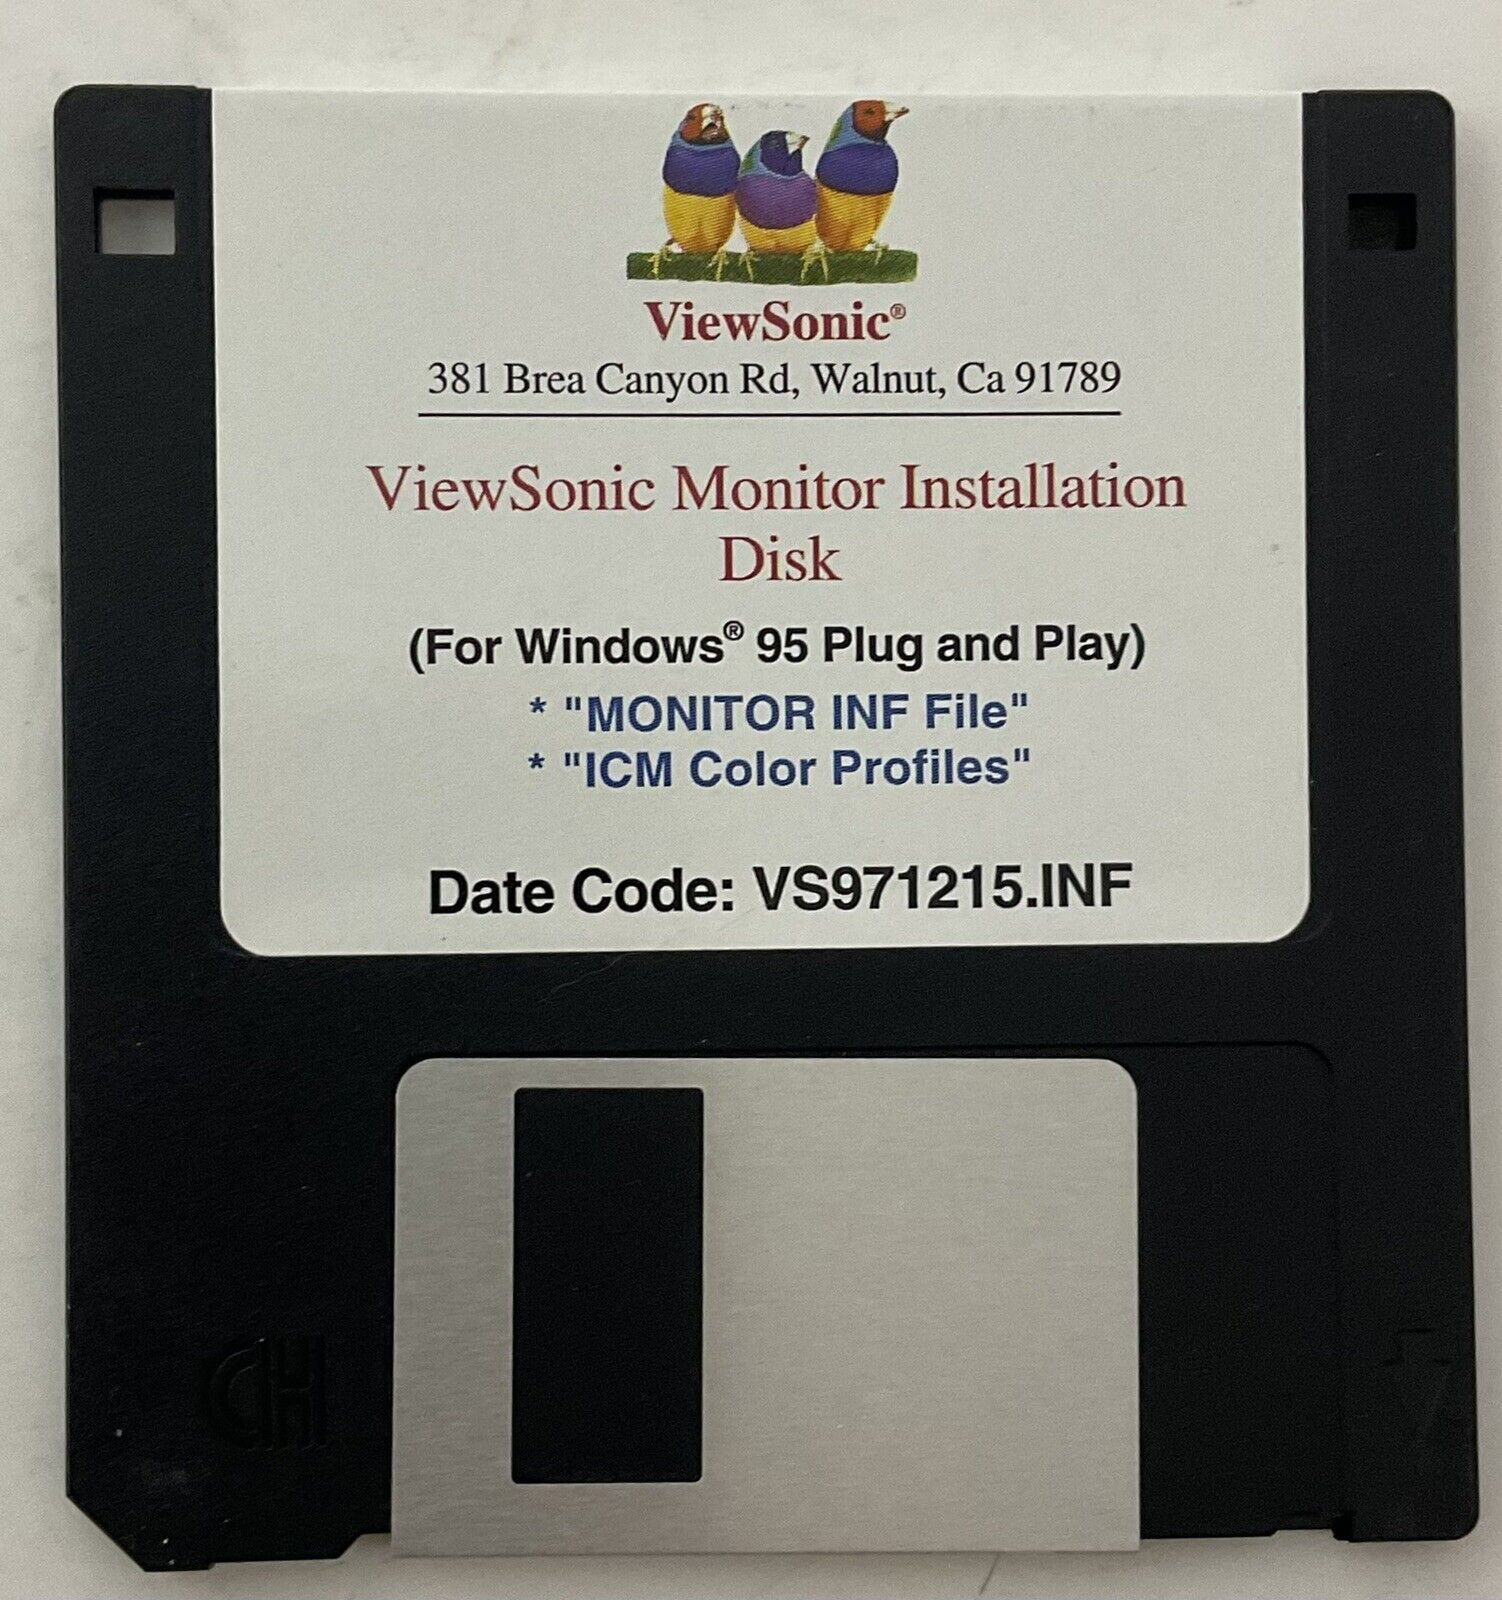 ViewSonic®
381 Brea Canyon Rd, Walnut, Ca 91789
ViewSonic Monitor Installation
Disk
(For Windows® 95 Plug and Play)
* "MONITOR INF File"
* "ICM Color Profiles"
Date Code: VS971215.INF